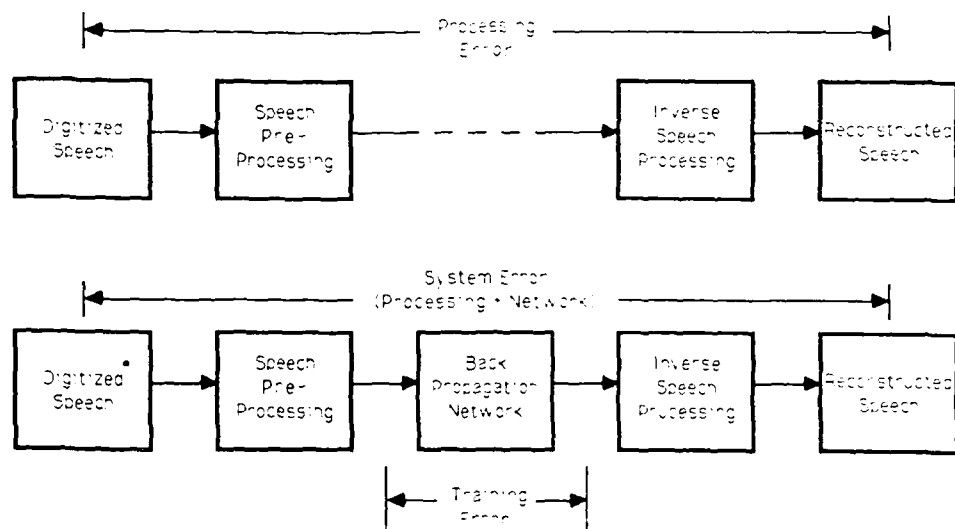 Processing
Error
Digitized
Speech
Speech
Pre-
Processing
Inverse
Speech
Processing
Reconstructed
Speech
System Error
(Processing + Network)
Digitized
Speech
Speech
Pre-
Processing
Back
Propagation
Network
Inverse
Speech
Processing
Reconstructed
Speech
Training
Error